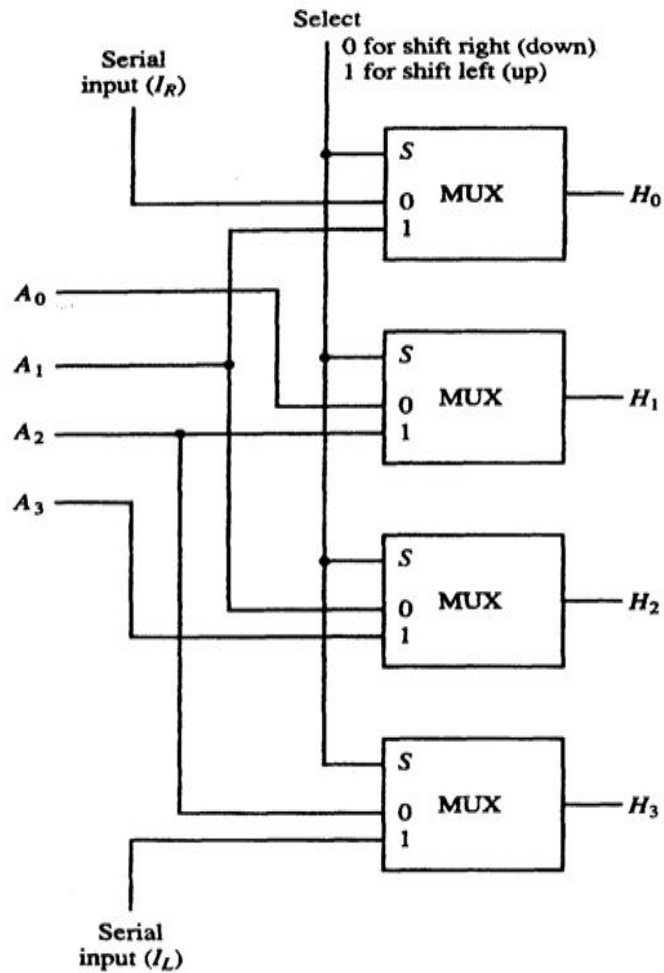 Select
0 for shift right (down)
1 for shift left (up)
Serial
input (I_R)
S
0
1
MUX
H_0
A_0
A_1
A_2
A_3
S
0
1
MUX
H_1
S
0
1
MUX
H_2
S
0
1
MUX
H_3
Serial
input (I_L)